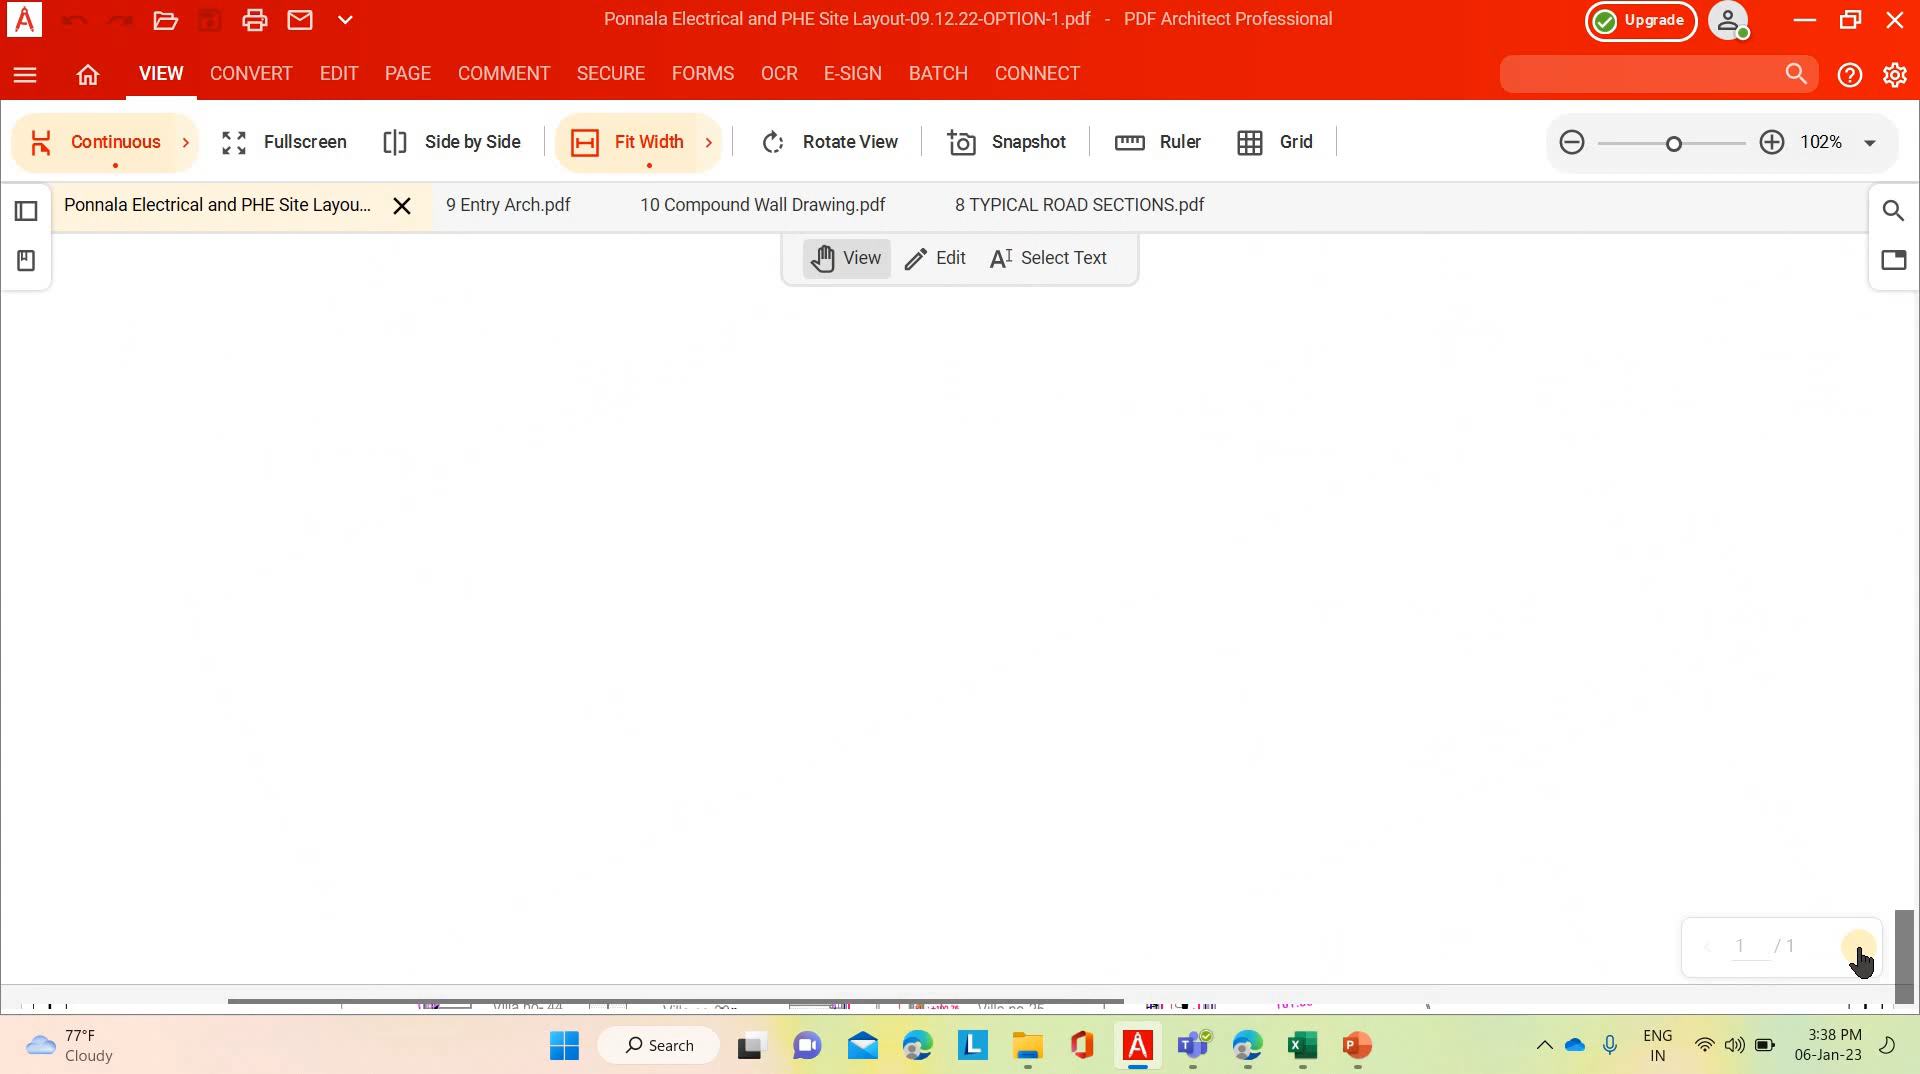 Ponnala Electrical and PHE Site Layout-09.12.22-OPTION-1.pdf - PDF Architect Professional
Upgrade
VIEW CONVERT EDIT PAGE COMMENT SECURE FORMS OCR E-SIGN BATCH CONNECT
Continuous Fullscreen Side by Side Fit Width Rotate View Snapshot Ruler Grid 102%
Ponnala Electrical and PHE Site Layou... 9 Entry Arch.pdf 10 Compound Wall Drawing.pdf 8 TYPICAL ROAD SECTIONS.pdf
View Edit Select Text
1 / 1
77°F
Cloudy
Search
ENG
IN
3:38 PM
06-Jan-23